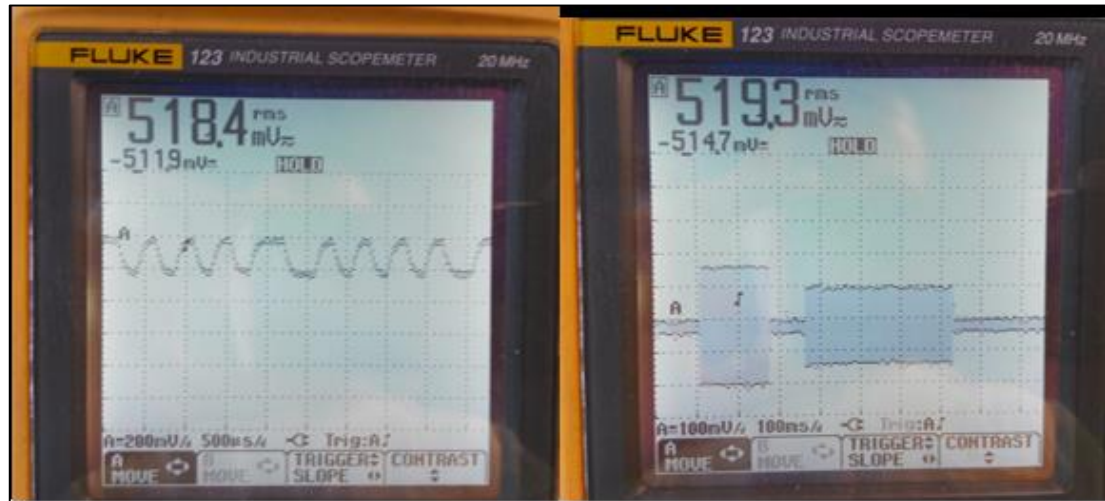 FLUKE 123 INDUSTRIAL SCOPEMETER 20 MHz
A 518.4 rms mV≂
-511.9 mV⎓ HOLD
A
A=200mV/ 500µs/ Trig:A
A MOVE B MOVE TRIGGER SLOPE CONTRAST
FLUKE 123 INDUSTRIAL SCOPEMETER 20 MHz
A 519.3 rms mV≂
-514.7 mV⎓ HOLD
A
A=100mV/ 100ms/ Trig:A
A MOVE B MOVE TRIGGER SLOPE CONTRAST